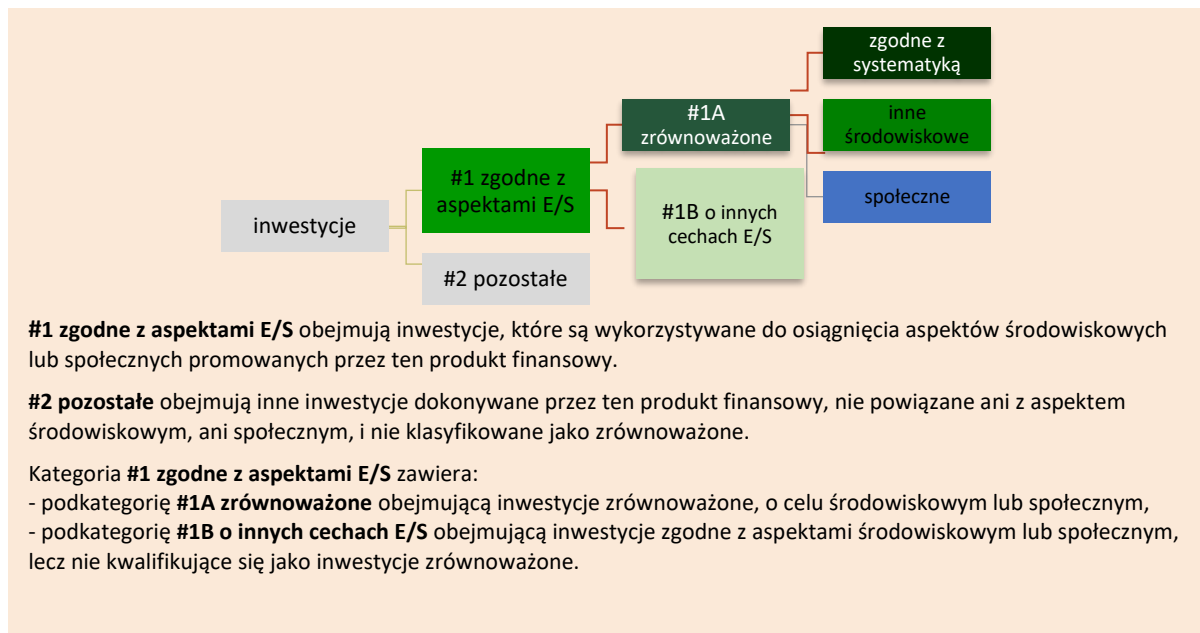 zgodne z
systematyką
#1A
zrównoważone
inne
środowiskowe
#1 zgodne z
aspektami E/S
#1B o innych
cechach E/S
społeczne
inwestycje
#2 pozostałe
#1 zgodne z aspektami E/S obejmują inwestycje, które są wykorzystywane do osiągnięcia aspektów środowiskowych
lub społecznych promowanych przez ten produkt finansowy.
#2 pozostałe obejmują inne inwestycje dokonywane przez ten produkt finansowy, nie powiązane ani z aspektem
środowiskowym, ani społecznym, i nie klasyfikowane jako zrównoważone.
Kategoria #1 zgodne z aspektami E/S zawiera:
- podkategorię #1A zrównoważone obejmującą inwestycje zrównoważone, o celu środowiskowym lub społecznym,
- podkategorię #1B o innych cechach E/S obejmującą inwestycje zgodne z aspektami środowiskowym lub społecznym,
lecz nie kwalifikujące się jako inwestycje zrównoważone.